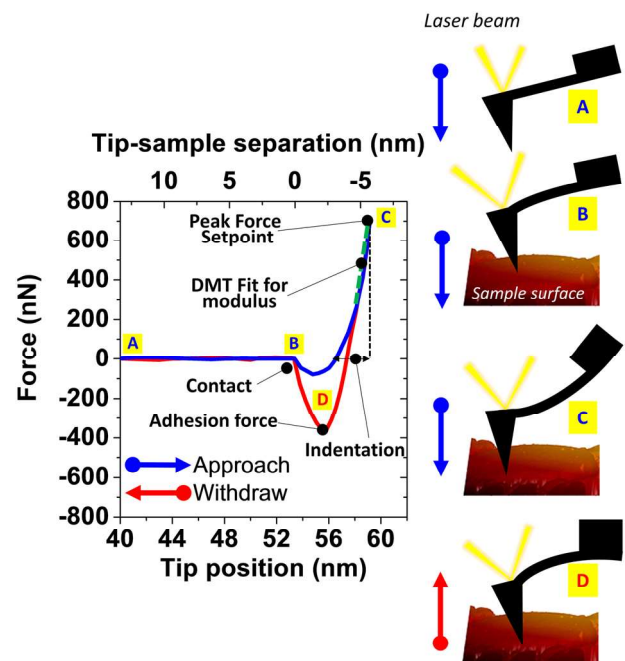 Laser beam
A
Tip-sample separation (nm)
10 5 0 -5
800
600
400
200
0
-200
-400
-600
-800
Force (nN)
Peak Force
Setpoint
C
DMT Fit for
modulus
A
B
Contact
D
Adhesion force
Indentation
Approach
Withdraw
40 44 48 52 56 60
Tip position (nm)
B
Sample surface
C
D